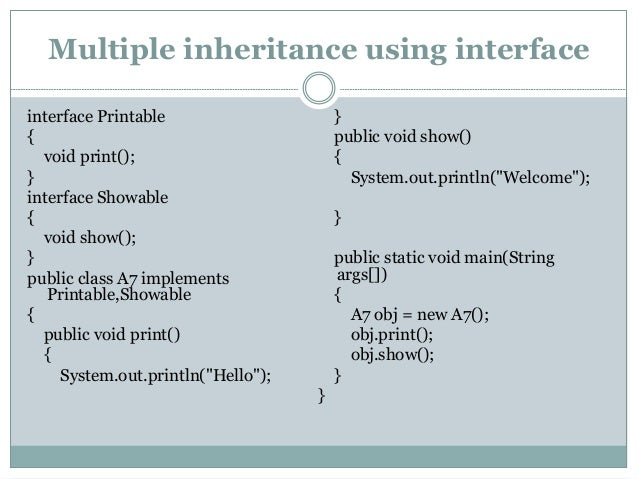 Multiple inheritance using interface
interface Printable
{
void print();
}
interface Showable
{
void show();
}
public class A7 implements
Printable,Showable
{
public void print()
{
System.out.println("Hello");
}
public void show()
{
System.out.println("Welcome");
}
public static void main(String
args[])
{
A7 obj = new A7();
obj.print();
obj.show();
}
}